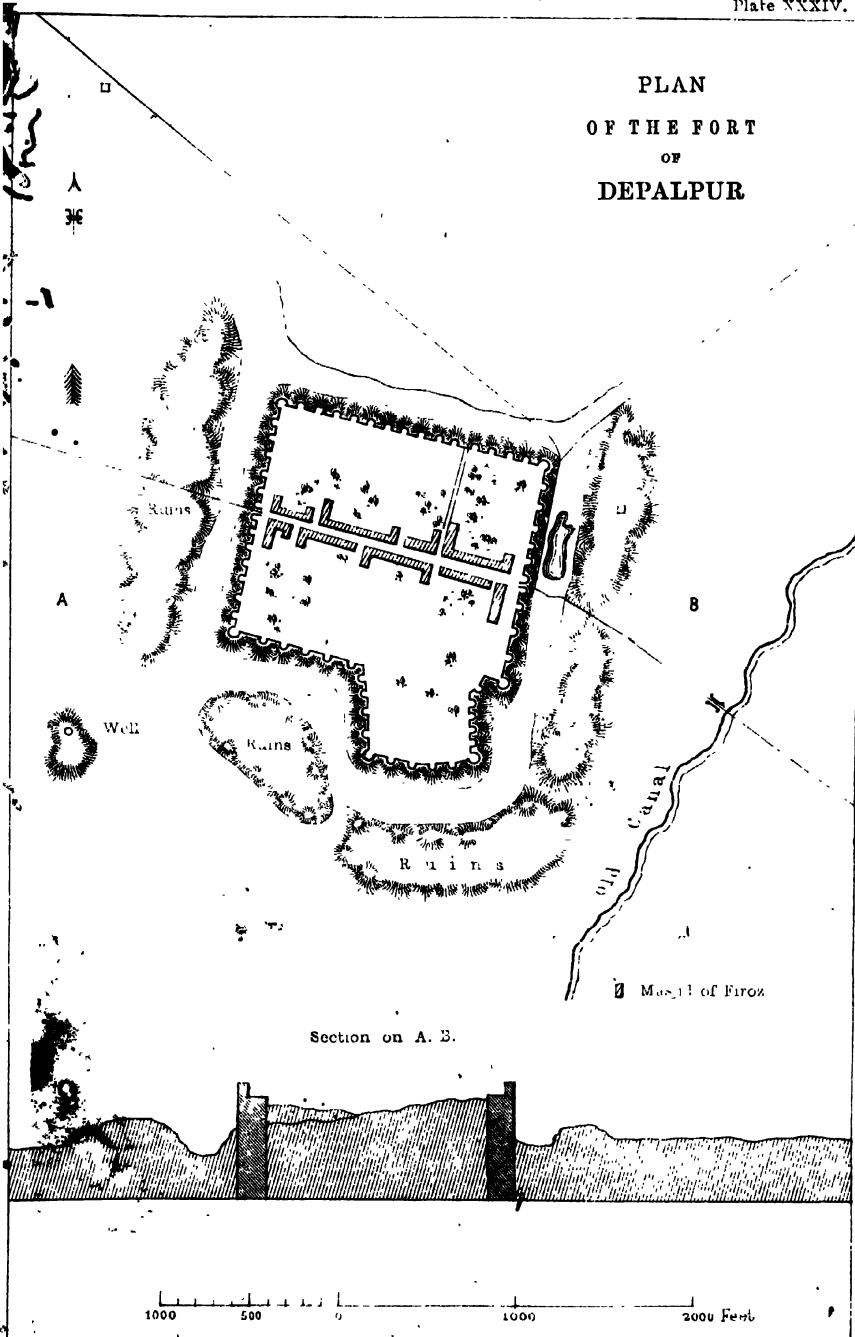 Plate XXXIV.
PLAN
OF THE FORT
OF
DEPALPUR
Ruins
A
B
Well
Ruins
Ruins
Old Canal
Masjid of Firoz
Section on A. B.
1000 500 0 1000 2000 Feet